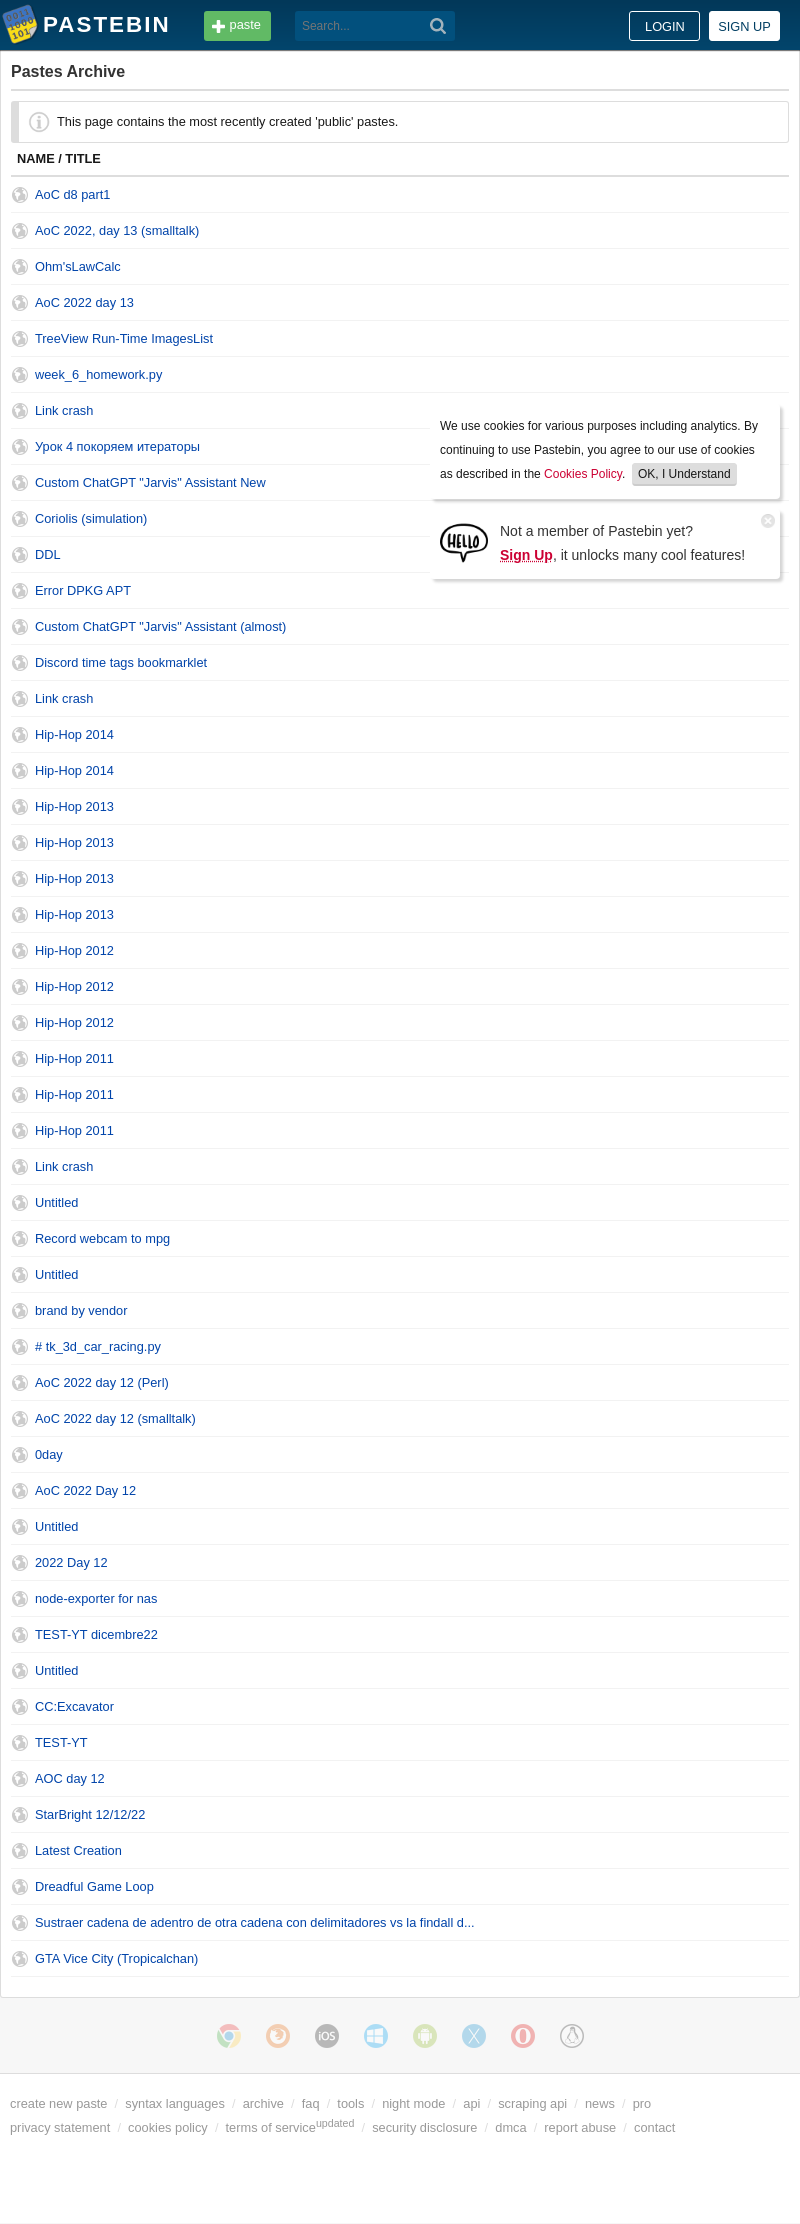 PASTEBIN
paste
Search...
LOGIN
SIGN UP
Pastes Archive
This page contains the most recently created 'public' pastes.
NAME / TITLE
AoC d8 part1
AoC 2022, day 13 (smalltalk)
Ohm'sLawCalc
AoC 2022 day 13
TreeView Run-Time ImagesList
week_6_homework.py
Link crash
Урок 4 покоряем итераторы
Custom ChatGPT "Jarvis" Assistant New
Coriolis (simulation)
DDL
Error DPKG APT
We use cookies for various purposes including analytics. By
continuing to use Pastebin, you agree to our use of cookies
as described in the Cookies Policy. OK, I Understand
HELLO
Not a member of Pastebin yet?
Sign Up, it unlocks many cool features!
Custom ChatGPT "Jarvis" Assistant (almost)
Discord time tags bookmarklet
Link crash
Hip-Hop 2014
Hip-Hop 2014
Hip-Hop 2013
Hip-Hop 2013
Hip-Hop 2013
Hip-Hop 2013
Hip-Hop 2012
Hip-Hop 2012
Hip-Hop 2012
Hip-Hop 2011
Hip-Hop 2011
Hip-Hop 2011
Link crash
Untitled
Record webcam to mpg
Untitled
brand by vendor
# tk_3d_car_racing.py
AoC 2022 day 12 (Perl)
AoC 2022 day 12 (smalltalk)
0day
AoC 2022 Day 12
Untitled
2022 Day 12
node-exporter for nas
TEST-YT dicembre22
Untitled
CC:Excavator
TEST-YT
AOC day 12
StarBright 12/12/22
Latest Creation
Dreadful Game Loop
Sustraer cadena de adentro de otra cadena con delimitadores vs la findall d...
GTA Vice City (Tropicalchan)
iOS
create new paste / syntax languages / archive / faq / tools / night mode / api / scraping api / news / pro
privacy statement / cookies policy / terms of service updated / security disclosure / dmca / report abuse / contact